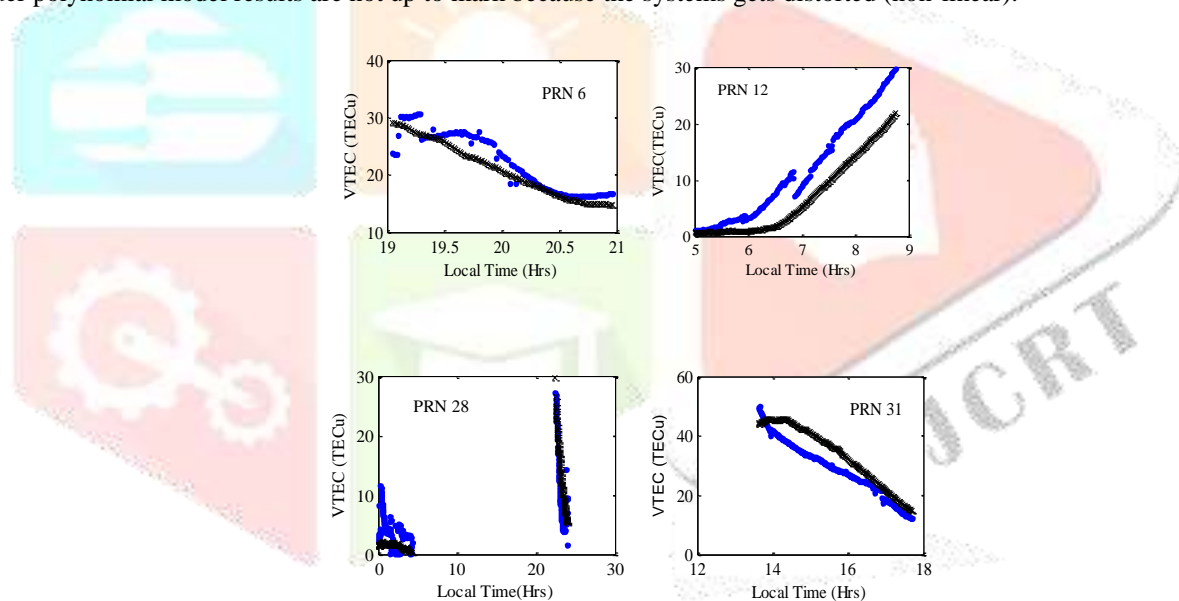 polynomial model results are not up to mark because the systems gets distorted (non-linear).
40
30
20
10
VTEC (TECu)
PRN 6
19 19.5 20 20.5 21
Local Time (Hrs)
30
20
10
0
VTEC(TECu)
PRN 12
5 6 7 8 9
Local Time (Hrs)
30
20
10
0
VTEC (TECu)
PRN 28
0 10 20 30
Local Time(Hrs)
60
40
20
0
VTEC (TECu)
PRN 31
12 14 16 18
Local Time (Hrs)
JCRT